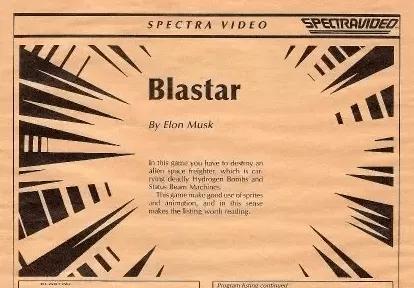 SPECTRA VIDEO SPECTRAVIDEO
Blastar
By Elon Musk
In this game you have to destroy an
alien space freighter, which is car-
rying deadly Hydrogen Bombs and
Status Beam Machines.
This game make good use of sprites
and animation, and in this sense
makes the listing worth reading.
Program listing continued